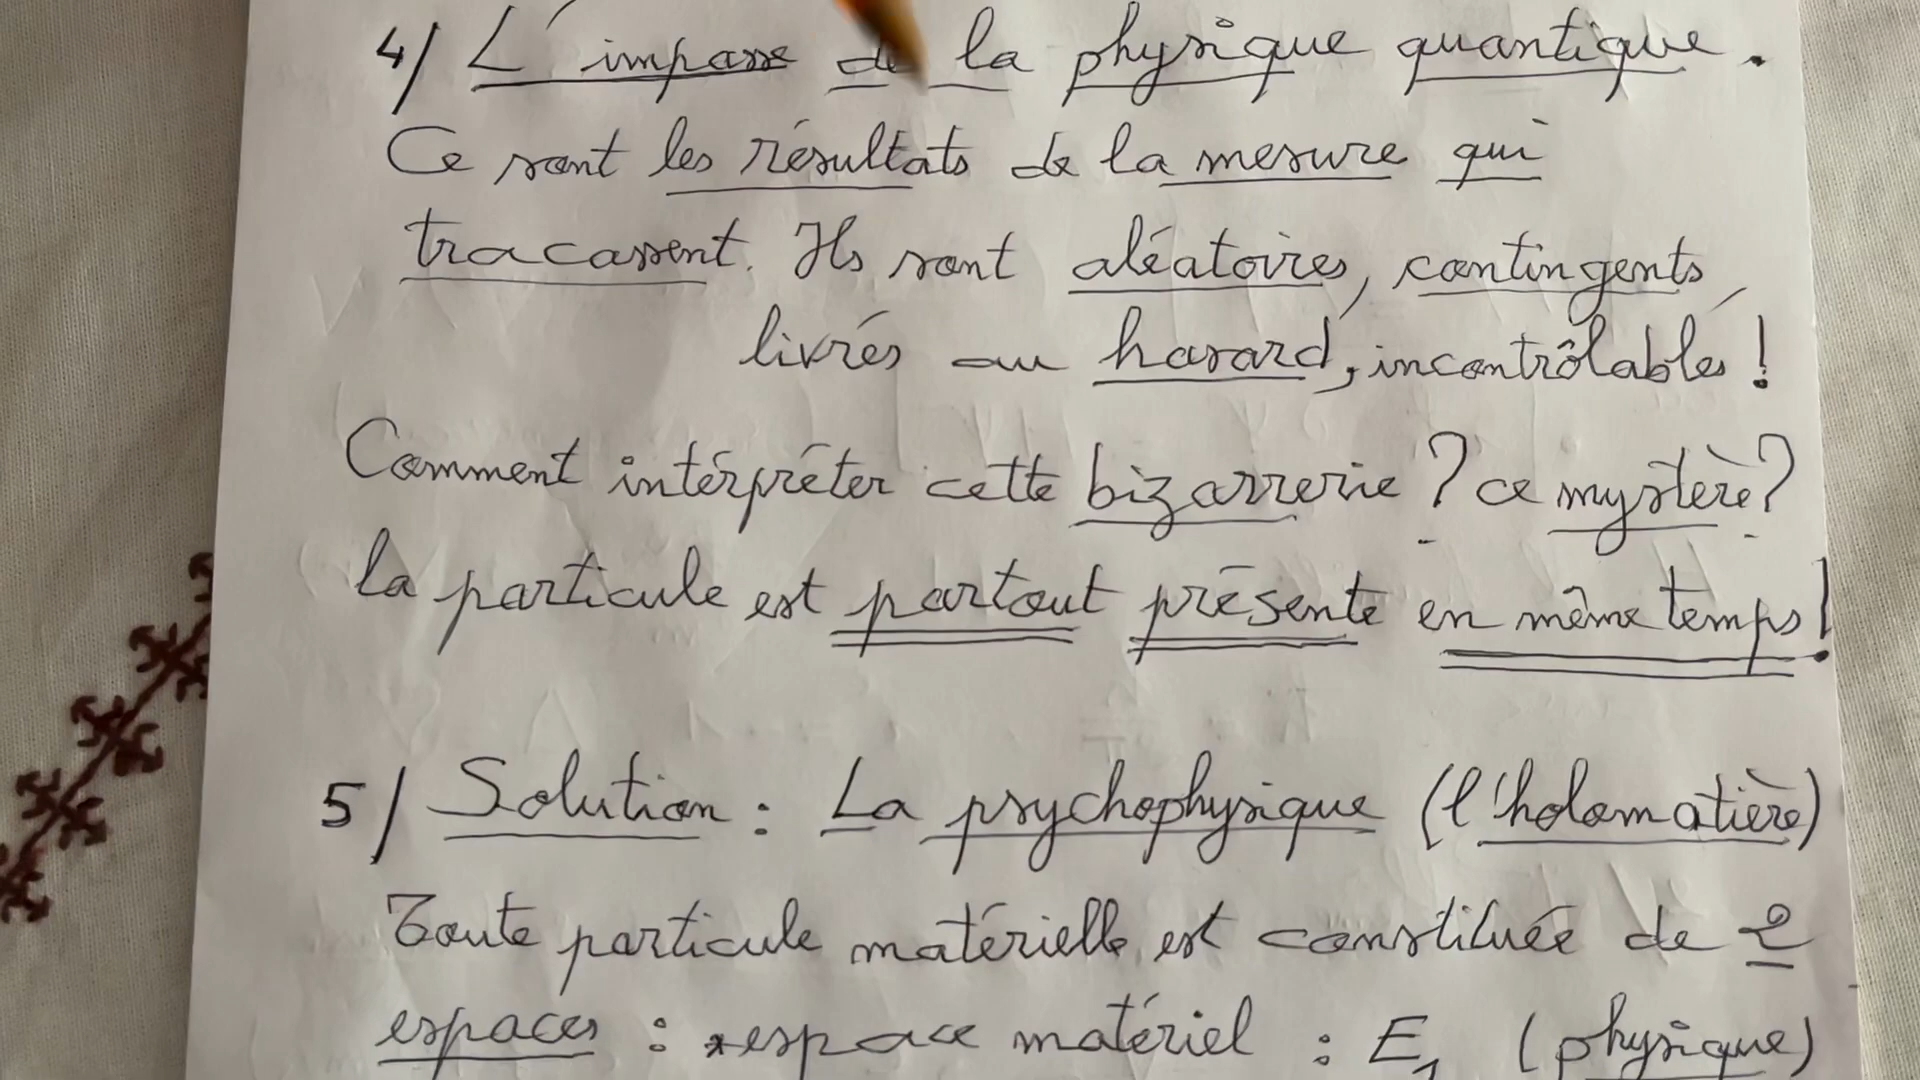 4/ L'impasse de la physique quantique.
Ce sont les résultats de la mesure qui
tracassent. Ils sont aléatoires, contingents,
livrés au hasard, incontrôlables!
Comment intérpréter cette bizarrerie? ce mystère?
la particule est partout présente en même temps!
5/ Solution : La psychophysique (l'holomatière)
Toute particule matérielle est constituée de 2
espaces : *espace matériel : E1 (physique)